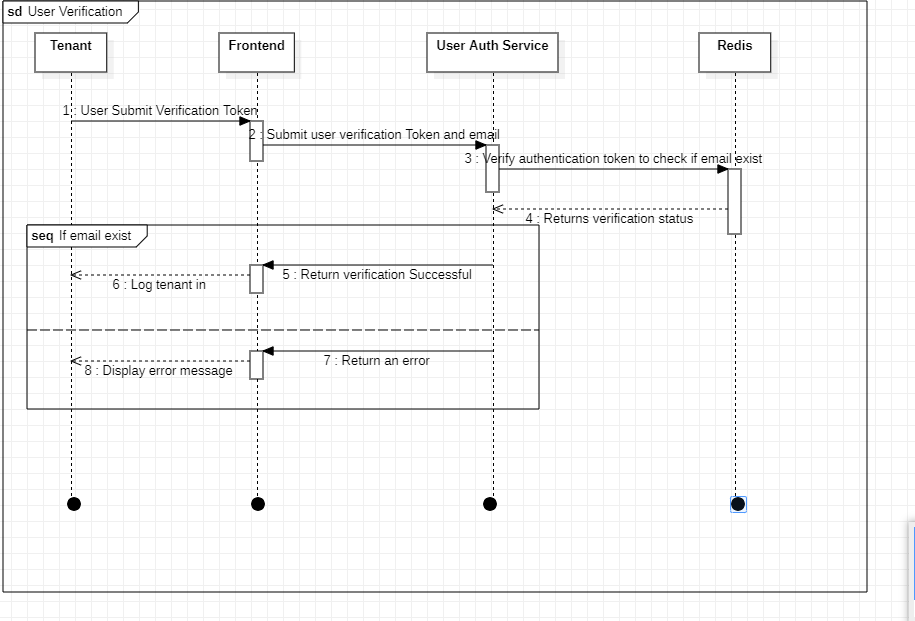 sd User Verification
Tenant
Frontend
User Auth Service
Redis
1 : User Submit Verification Token
2 : Submit user verification Token and email
3 : Verify authentication token to check if email exist
4 : Returns verification status
seq If email exist
5 : Return verification Successful
6 : Log tenant in
7 : Return an error
8 : Display error message